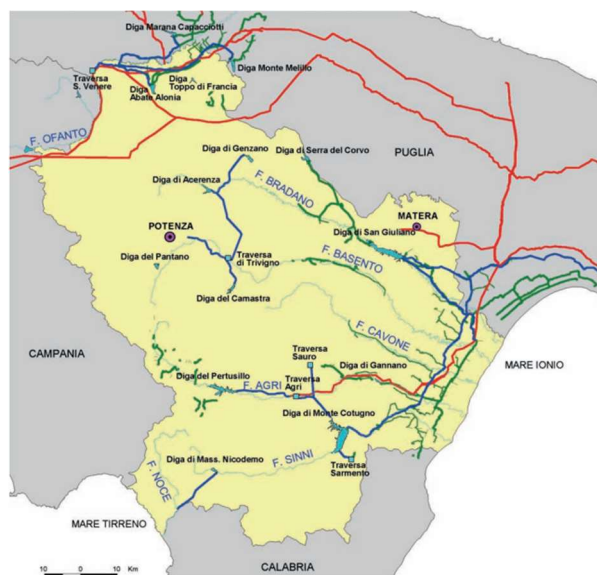 Diga Marana Capacciotti
Traversa
S. Venere
Diga
Abate Alonia
Diga
Toppo di Francia
Diga Monte Melillo
F. OFANTO
Diga di Genzano
Diga di Serra del Corvo
PUGLIA
Diga di Acerenza
F. BRADANO
POTENZA
MATERA
Diga di San Giuliano
Diga del Pantano
Traversa
di Trivigno
F. BASENTO
Diga del Camastra
F. CAVONE
CAMPANIA
Traversa
Sauro
Diga di Gannano
MARE IONIO
Diga del Pertusillo
F. AGRI
Traversa
Agri
Diga di Monte Cotugno
Diga di Mass. Nicodemo
F. SINNI
Traversa
Sarmento
F. NOCE
MARE TIRRENO
CALABRIA
10 0 10 Km